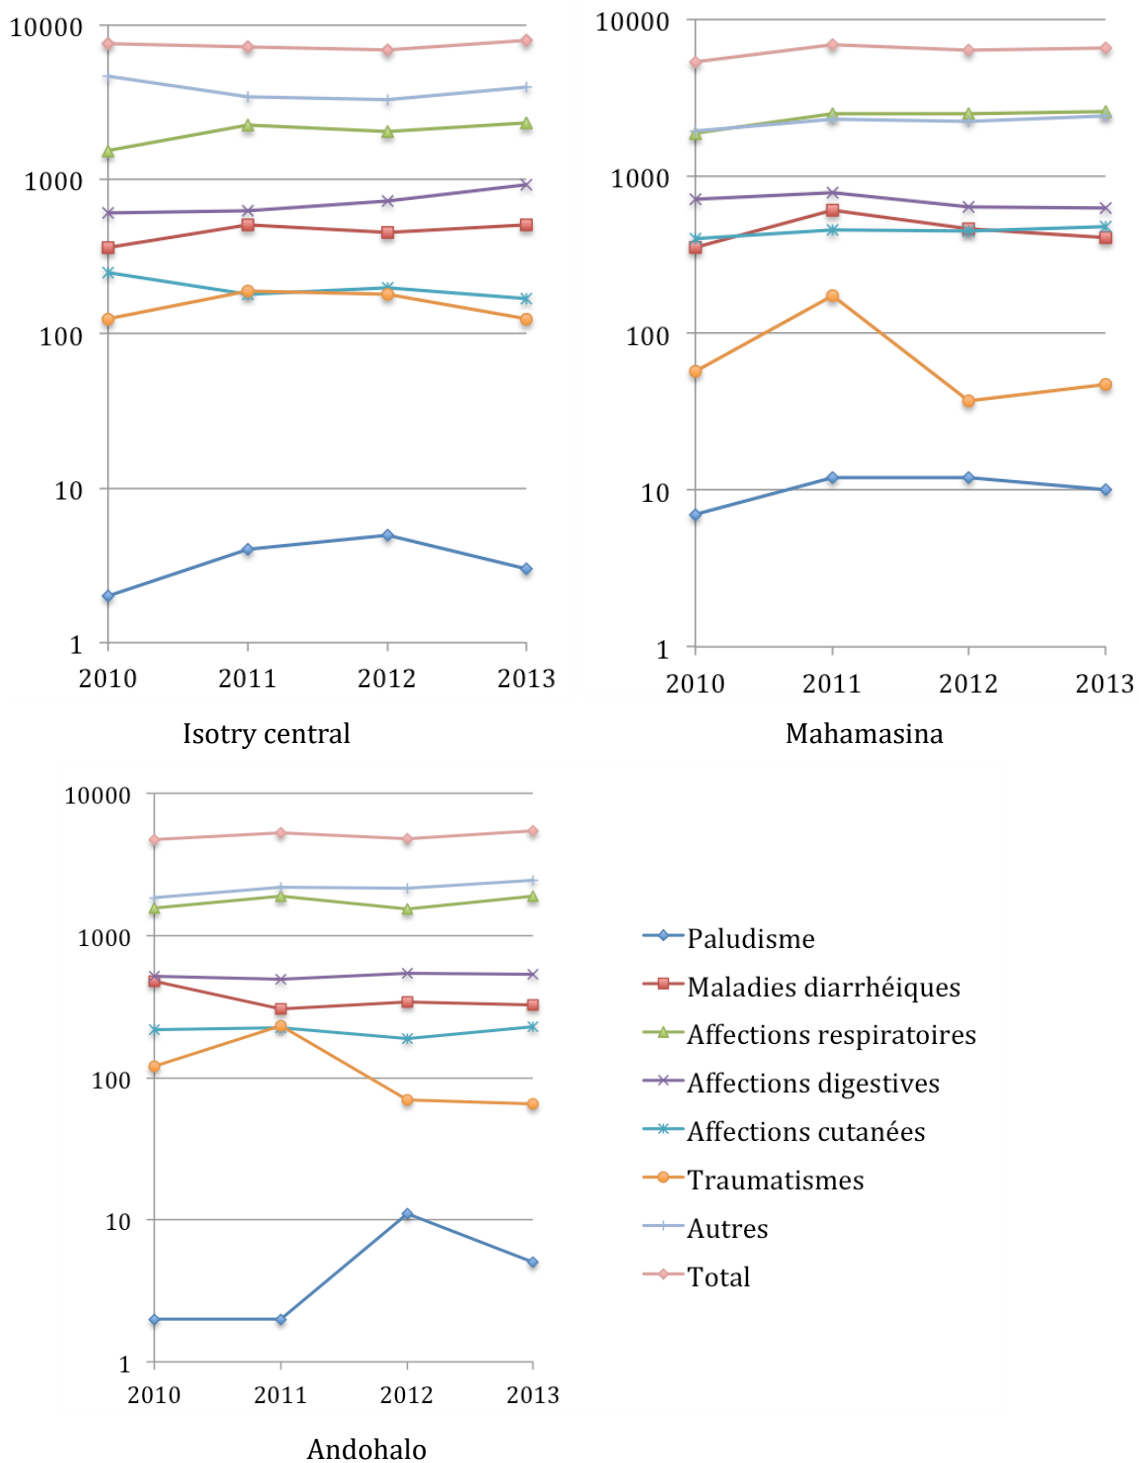 10000
1000
100
10
1
2010 2011 2012 2013
Isotry central
10000
1000
100
10
1
2010 2011 2012 2013
Mahamasina
10000
1000
100
10
1
2010 2011 2012 2013
Andohalo
Paludisme
Maladies diarrhéiques
Affections respiratoires
Affections digestives
Affections cutanées
Traumatismes
Autres
Total